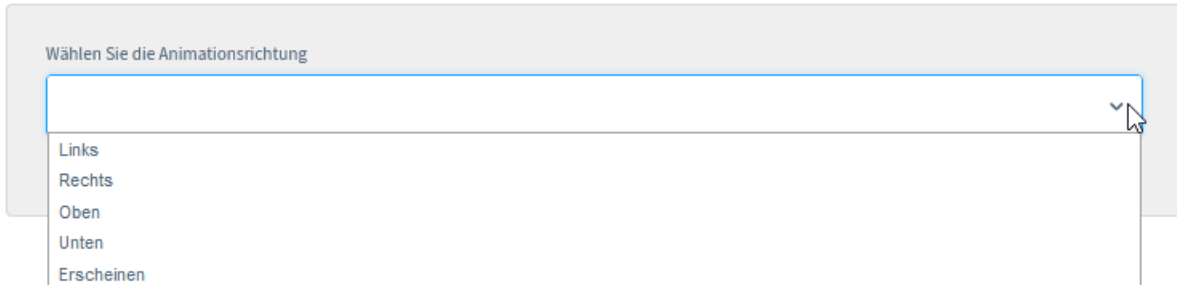 Wählen Sie die Animationsrichtung
Links
Rechts
Oben
Unten
Erscheinen